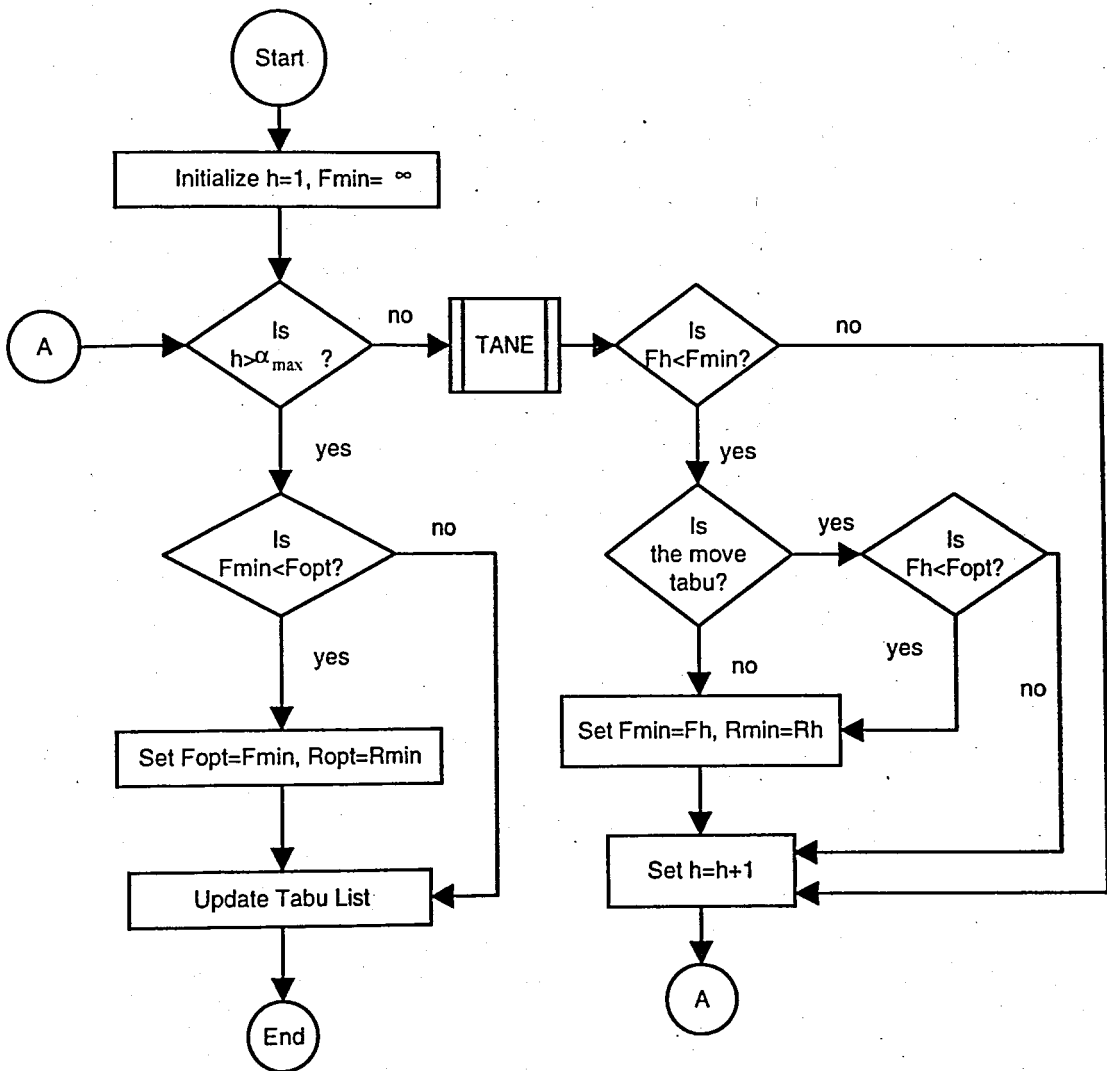 Start
Initialize h=1, Fmin= ∞
A
Is
h>αmax ?
no
TANE
Is
Fh<Fmin?
no
yes
yes
Is
Fmin<Fopt?
no
Is
the move
tabu?
yes
Is
Fh<Fopt?
yes
no
yes
no
Set Fopt=Fmin, Ropt=Rmin
Set Fmin=Fh, Rmin=Rh
Update Tabu List
Set h=h+1
End
A